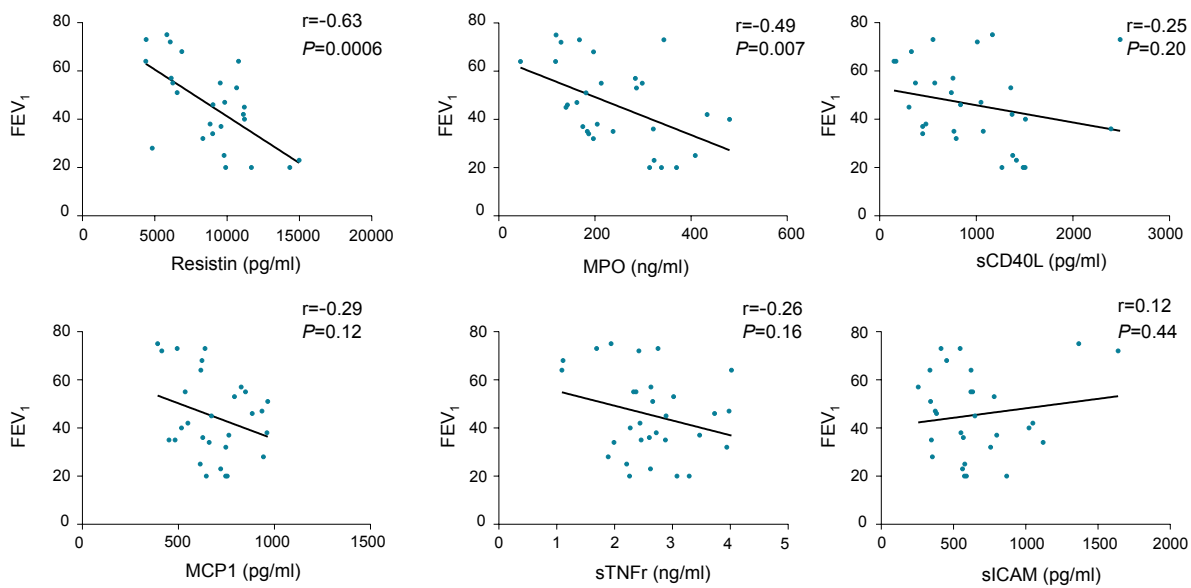 r=-0.63
P=0.0006
80
60
40
20
0
FEV1
0 5000 10000 15000 20000
Resistin (pg/ml)
r=-0.49
P=0.007
80
60
40
20
0
FEV1
0 200 400 600
MPO (ng/ml)
r=-0.25
P=0.20
80
60
40
20
0
FEV1
0 1000 2000 3000
sCD40L (pg/ml)
r=-0.29
P=0.12
80
60
40
20
0
FEV1
0 500 1000 1500
MCP1 (pg/ml)
r=-0.26
P=0.16
80
60
40
20
0
FEV1
0 1 2 3 4 5
sTNFr (ng/ml)
r=0.12
P=0.44
80
60
40
20
0
FEV1
0 500 1000 1500 2000
sICAM (pg/ml)